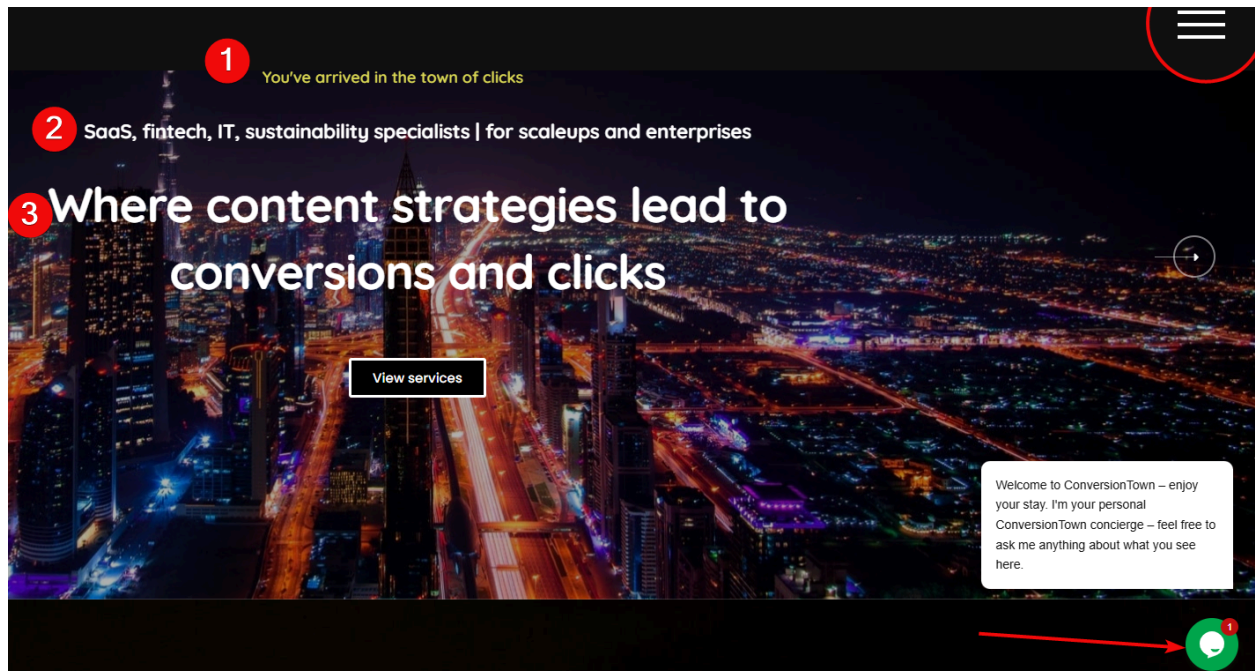 1
You've arrived in the town of clicks
2
SaaS, fintech, IT, sustainability specialists | for scaleups and enterprises
3
Where content strategies lead to
conversions and clicks
View services
Welcome to ConversionTown – enjoy
your stay. I'm your personal
ConversionTown concierge – feel free to
ask me anything about what you see
here.
1